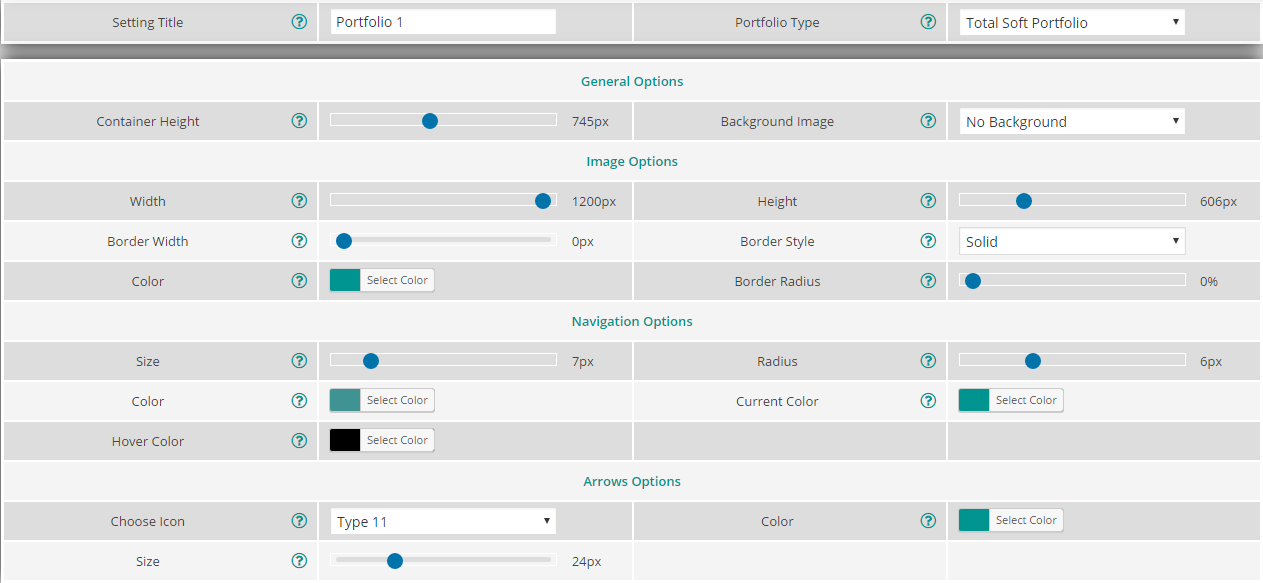 Setting Title ? Portfolio 1 Portfolio Type ? Total Soft Portfolio
General Options
Container Height ? 745px Background Image ? No Background
Image Options
Width ? 1200px Height ? 606px
Border Width ? 0px Border Style ? Solid
Color ? Select Color Border Radius ? 0%
Navigation Options
Size ? 7px Radius ? 6px
Color ? Select Color Current Color ? Select Color
Hover Color ? Select Color
Arrows Options
Choose Icon ? Type 11 Color ? Select Color
Size ? 24px